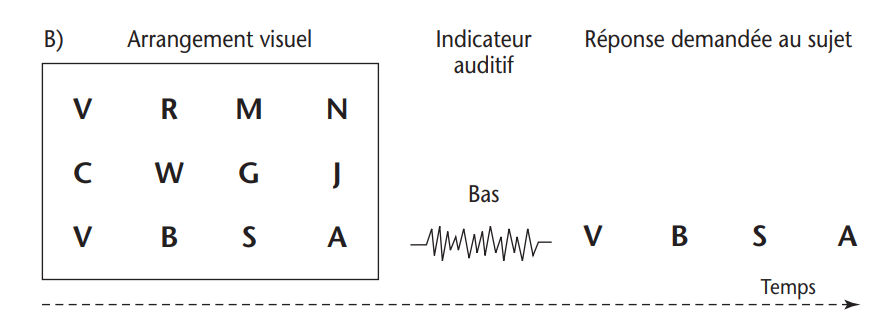 B) Arrangement visuel Indicateur auditif Réponse demandée au sujet
V R M N
C W G J
Bas
V B S A V B S A
Temps